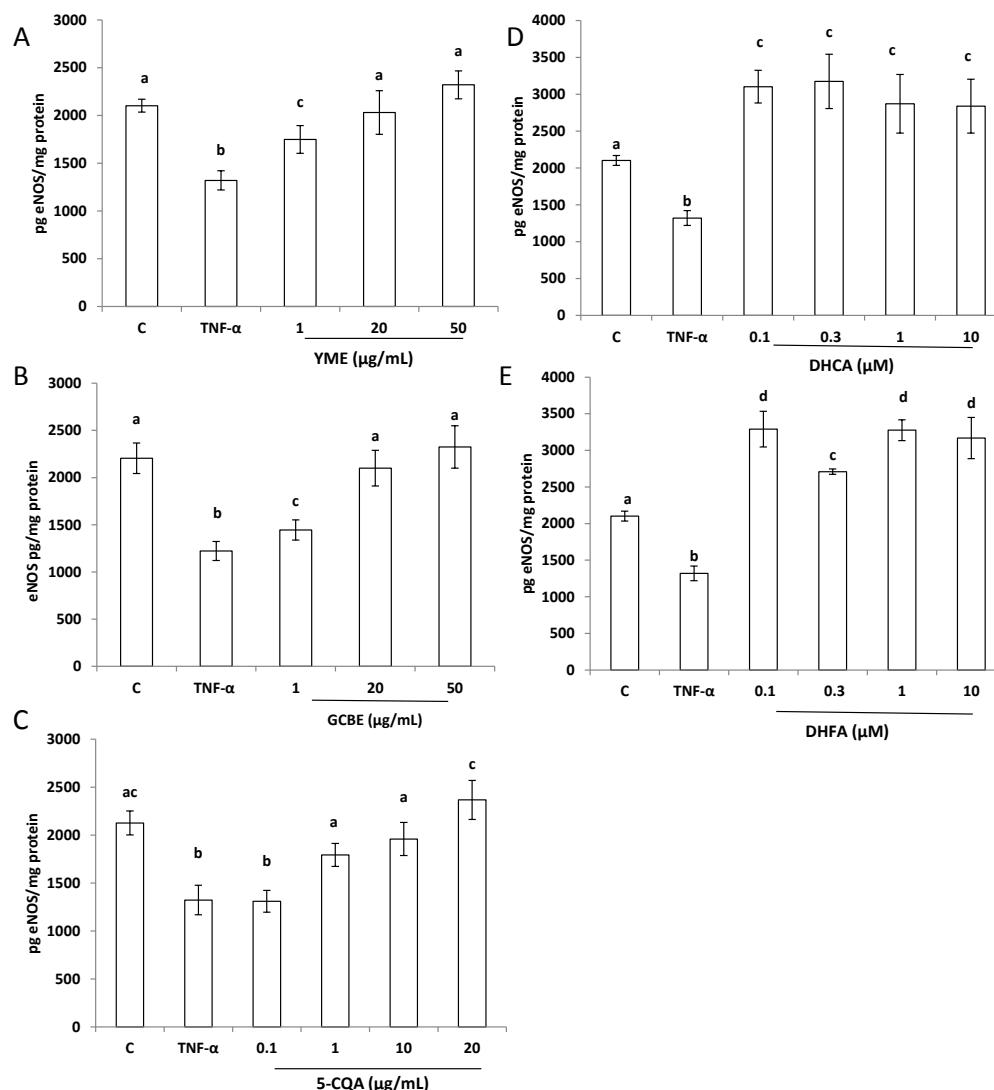 A
pg eNOS/mg protein
3000
2500
2000
1500
1000
500
0
a
b
c
a
a
C TNF-α 1 20 50
YME (µg/mL)
B
eNOS pg/mg protein
3000
2500
2000
1500
1000
500
0
a
b
c
a
a
C TNF-α 1 20 50
GCBE (µg/mL)
C
pg eNOS/mg protein
3000
2500
2000
1500
1000
500
0
ac
b
b
a
a
c
C TNF-α 0.1 1 10 20
5-CQA (µg/mL)
D
pg eNOS/mg protein
4000
3500
3000
2500
2000
1500
1000
500
0
a
b
c
c
c
c
C TNF-α 0.1 0.3 1 10
DHCA (µM)
E
pg eNOS/mg protein
4000
3500
3000
2500
2000
1500
1000
500
0
a
b
d
c
d
d
C TNF-α 0.1 0.3 1 10
DHFA (µM)